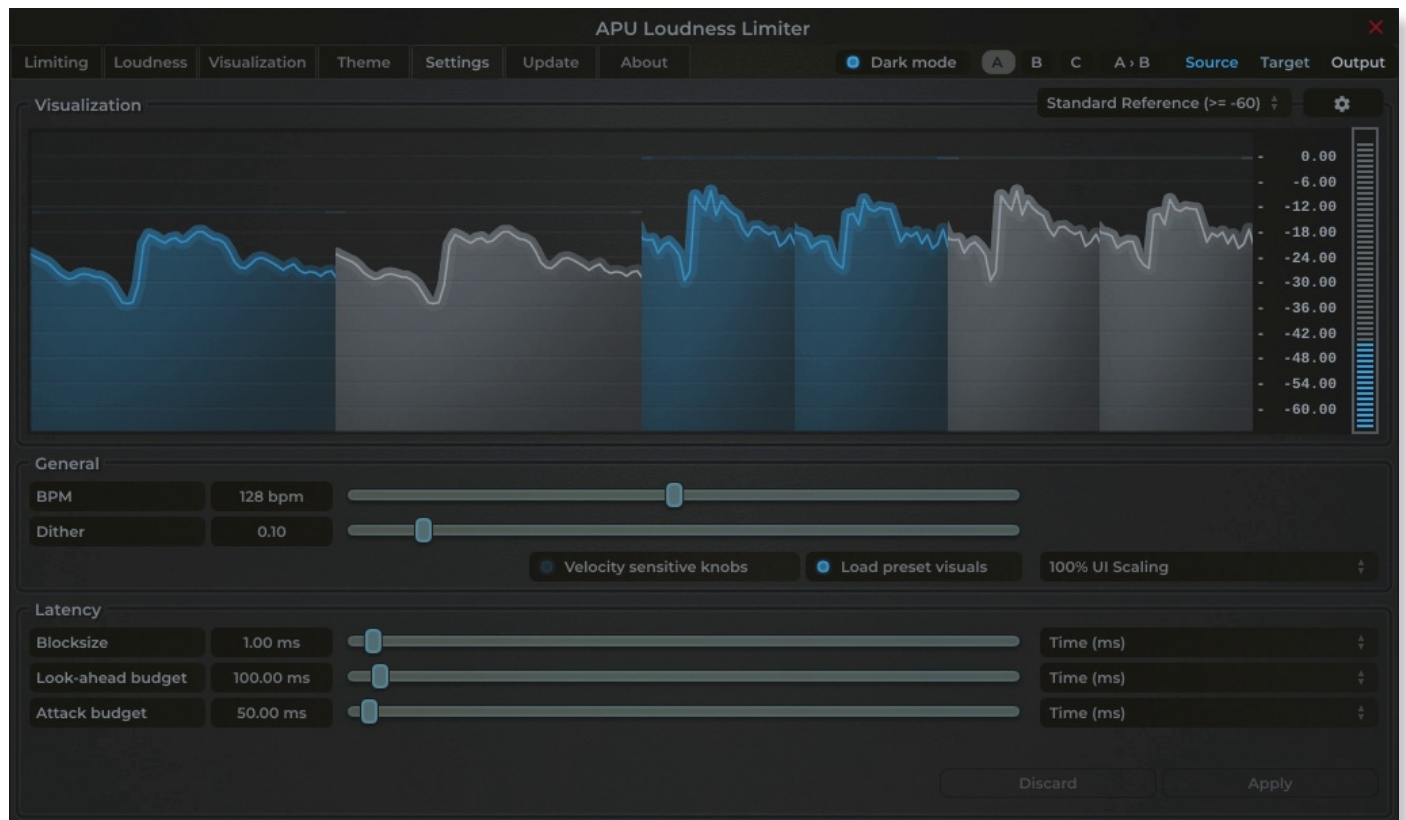 APU Loudness Limiter
Limiting Loudness Visualization Theme Settings Update About Dark mode A B C A › B Source Target Output
Visualization
Standard Reference (>= -60)
- 0.00
- -6.00
- -12.00
- -18.00
- -24.00
- -30.00
- -36.00
- -42.00
- -48.00
- -54.00
- -60.00
General
BPM 128 bpm
Dither 0.10
Velocity sensitive knobs Load preset visuals 100% UI Scaling
Latency
Blocksize 1.00 ms Time (ms)
Look-ahead budget 100.00 ms Time (ms)
Attack budget 50.00 ms Time (ms)
Discard Apply